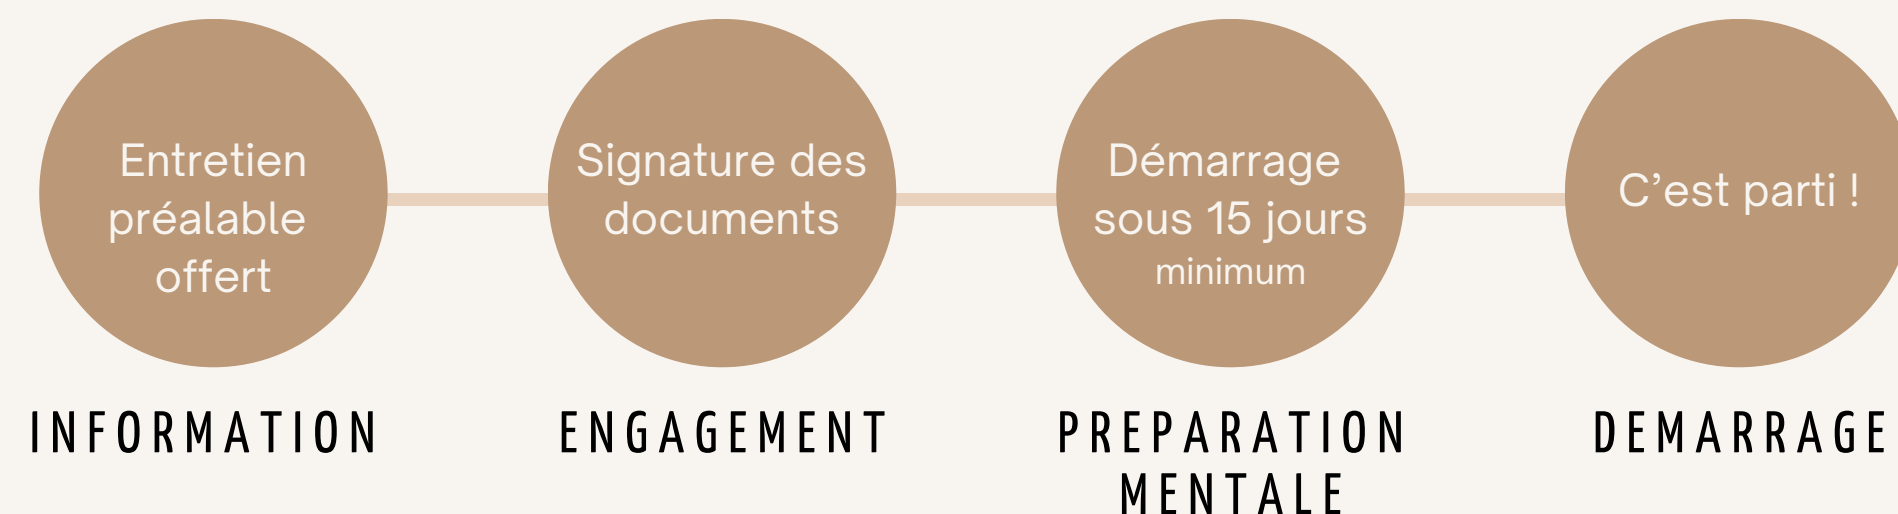 Entretien
préalable
offert
INFORMATION
Signature des
documents
ENGAGEMENT
Démarrage
sous 15 jours
minimum
PREPARATION
MENTALE
C’est parti !
DEMARRAGE